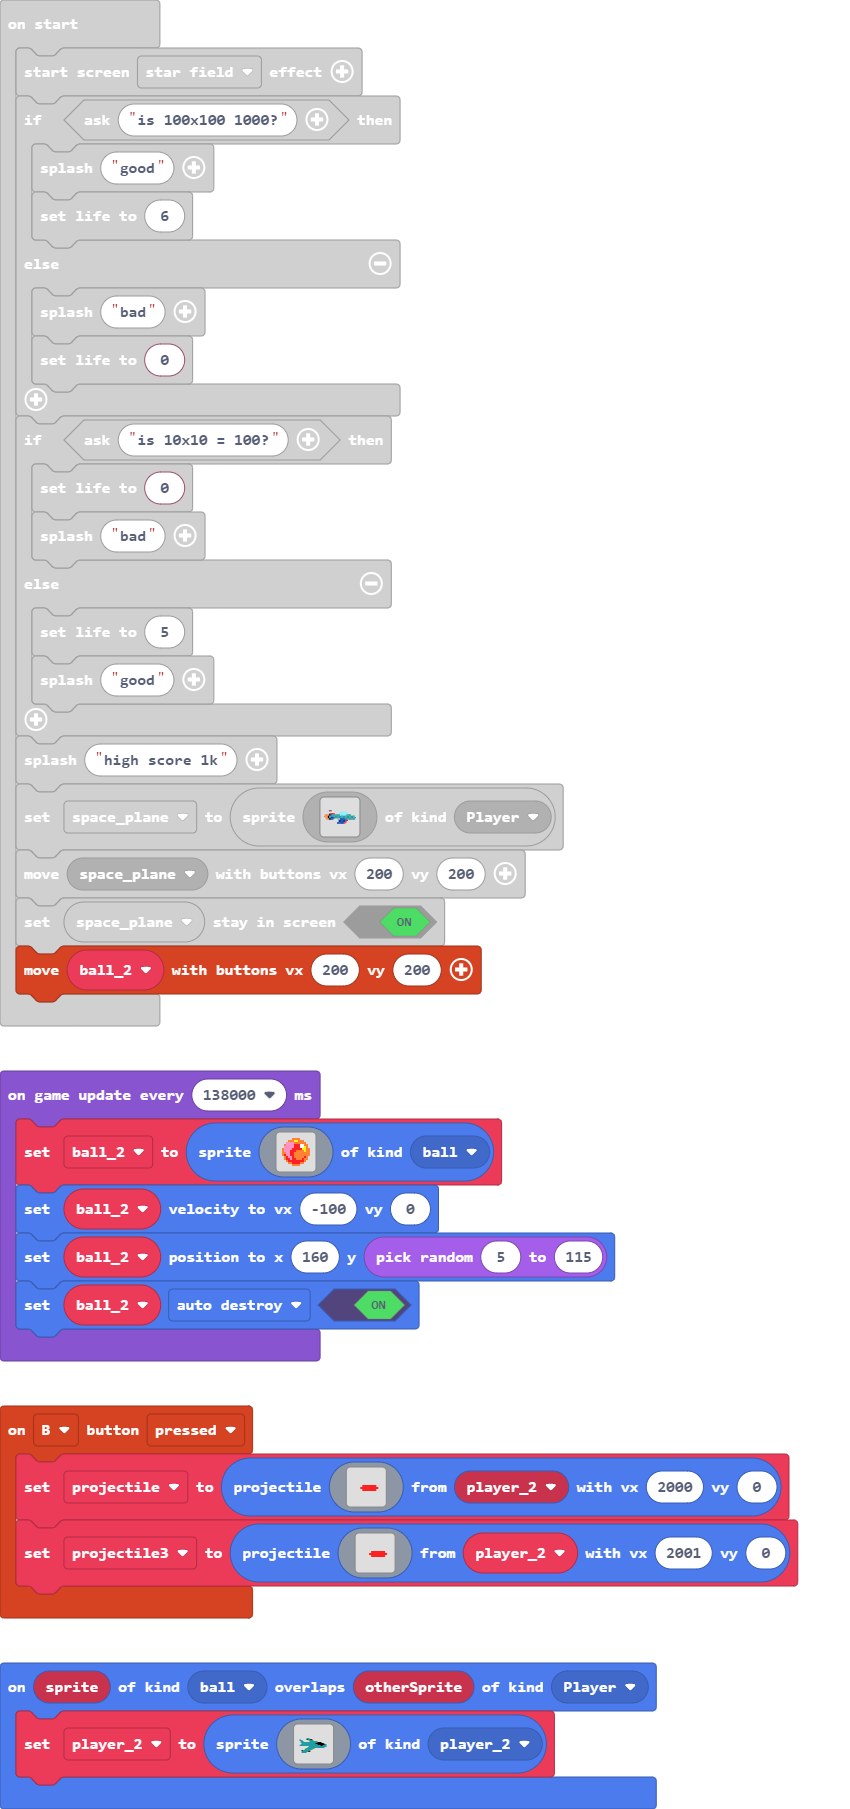 on start
start screen star field effect
if ask "is 100x100 1000?" then
splash "good"
set life to 6
else
splash "bad"
set life to 0
if ask "is 10x10 = 100?" then
set life to 0
splash "bad"
else
set life to 5
splash "good"
splash "high score 1k"
set space_plane to sprite of kind Player
move space_plane with buttons vx 200 vy 200
set space_plane stay in screen ON
move ball_2 with buttons vx 200 vy 200
on game update every 138000 ms
set ball_2 to sprite of kind ball
set ball_2 velocity to vx -100 vy 0
set ball_2 position to x 160 y pick random 5 to 115
set ball_2 auto destroy ON
on B button pressed
set projectile to projectile from player_2 with vx 2000 vy 0
set projectile3 to projectile from player_2 with vx 2001 vy 0
on sprite of kind ball overlaps otherSprite of kind Player
set player_2 to sprite of kind player_2